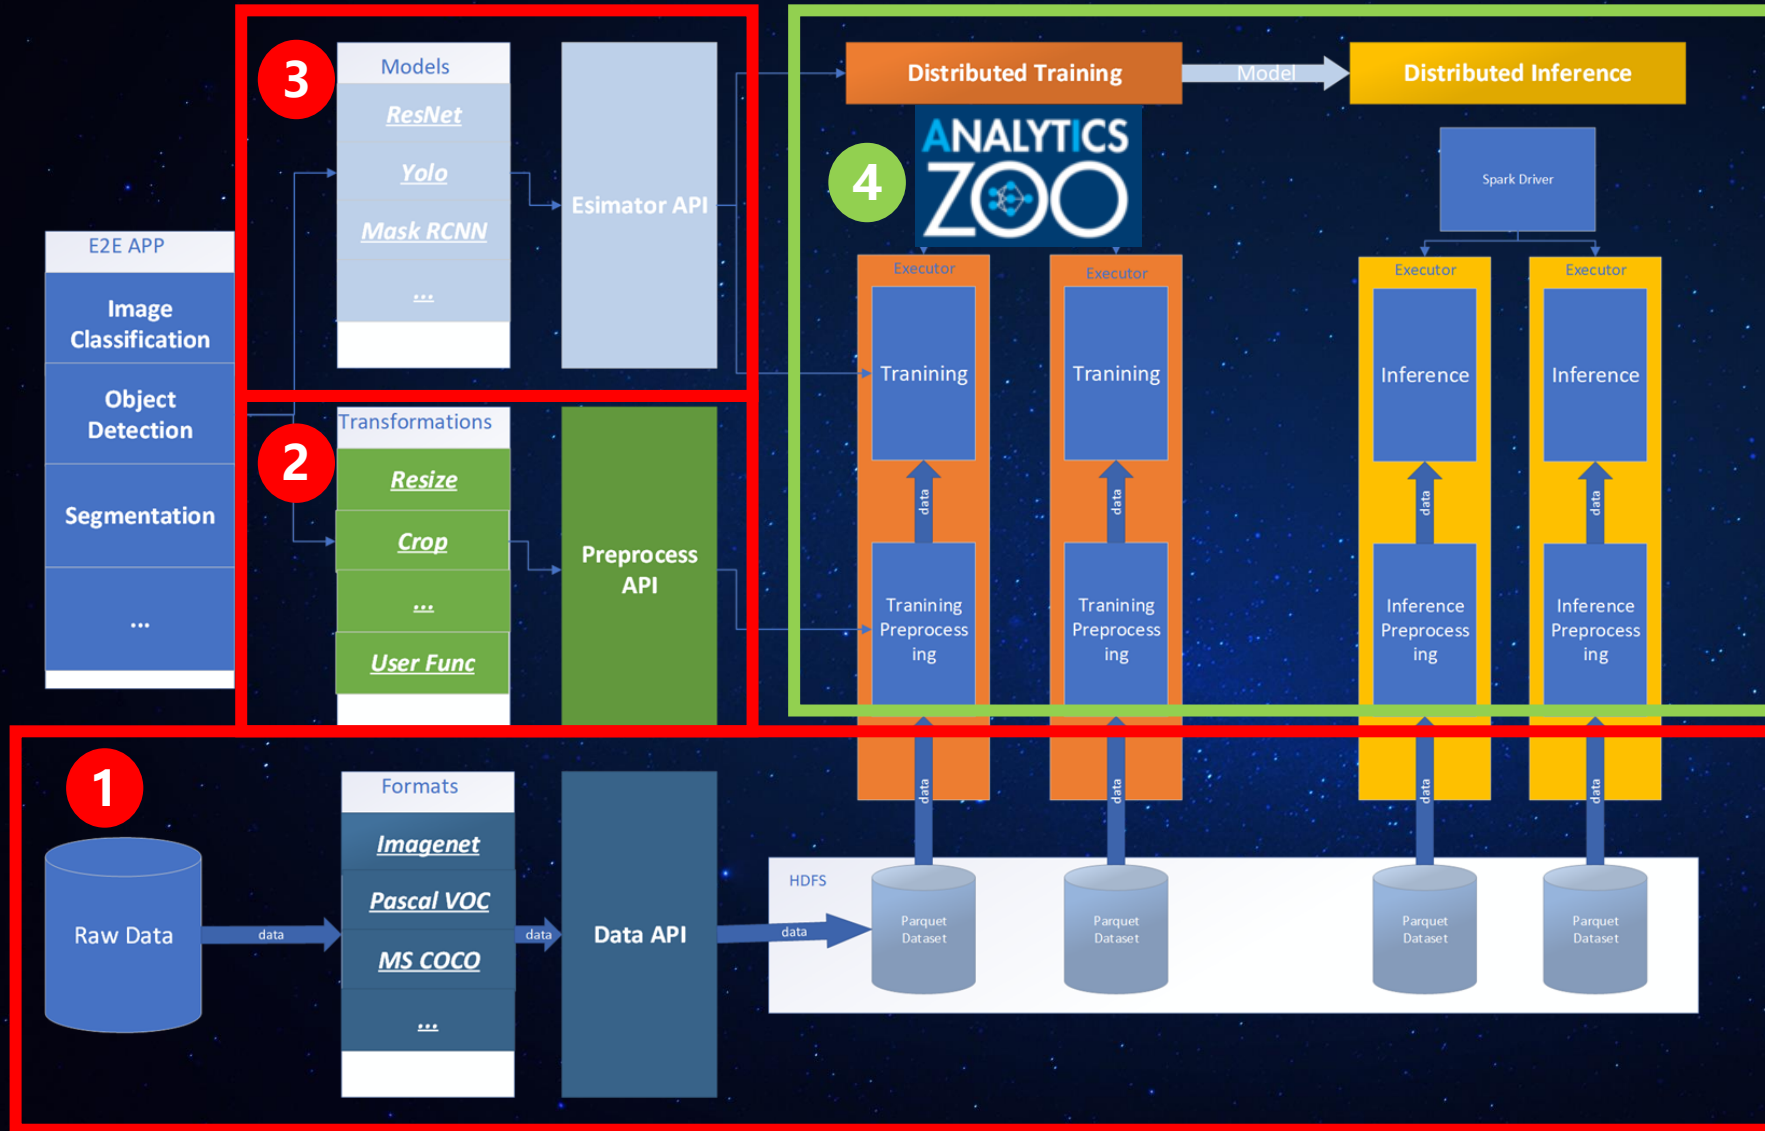 3
Models
ResNet
Yolo
Mask RCNN
...
Esimator API
Distributed Training
Model
Distributed Inference
4
ANALYTICS
ZOO
Spark Driver
E2E APP
Image
Classification
Object
Detection
Segmentation
...
2
Transformations
Resize
Crop
...
User Func
Preprocess
API
Executor
Tranining
data
Tranining
Preprocess
ing
data
Executor
Tranining
data
Tranining
Preprocess
ing
data
Executor
Inference
data
Inference
Preprocess
ing
data
Executor
Inference
data
Inference
Preprocess
ing
data
1
Raw Data
data
Formats
Imagenet
Pascal VOC
MS COCO
...
data
Data API
data
HDFS
Parquet
Dataset
Parquet
Dataset
Parquet
Dataset
Parquet
Dataset